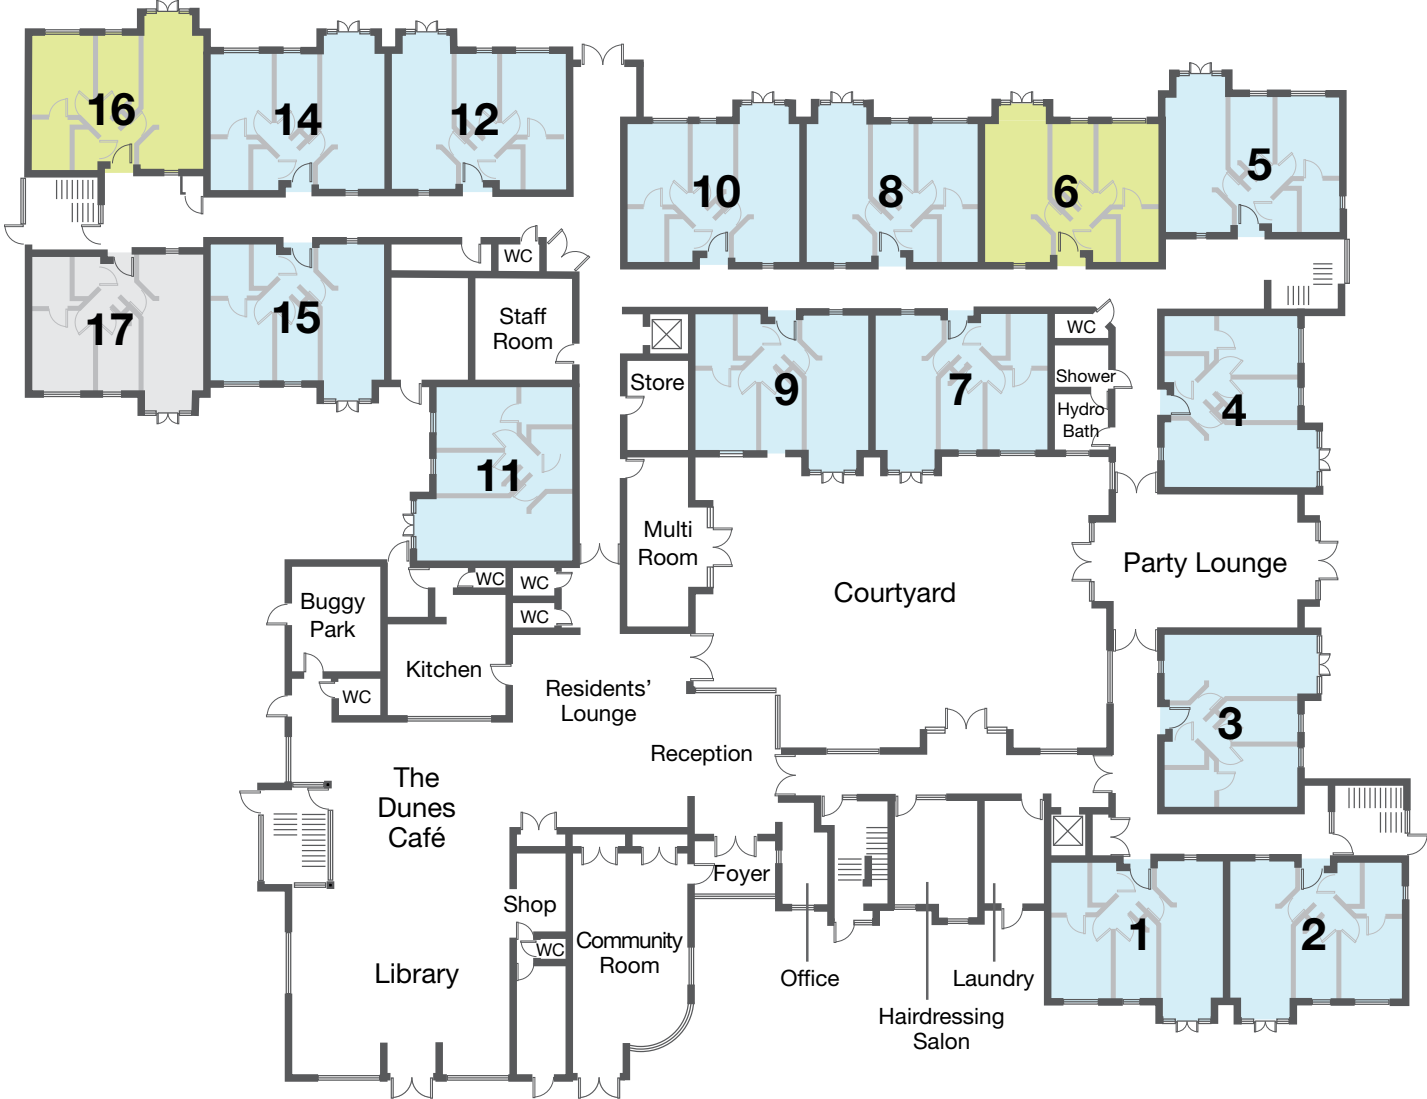 16
14
12
10
8
6
5
17
15
WC
Staff
Room
Store
9
7
WC
Shower
Hydro
Bath
4
11
Multi
Room
Courtyard
Party Lounge
WC
WC
WC
Buggy
Park
Kitchen
WC
Residents’
Lounge
Reception
3
The
Dunes
Café
Foyer
Shop
WC
Community
Room
Library
Office
Hairdressing
Salon
Laundry
1
2